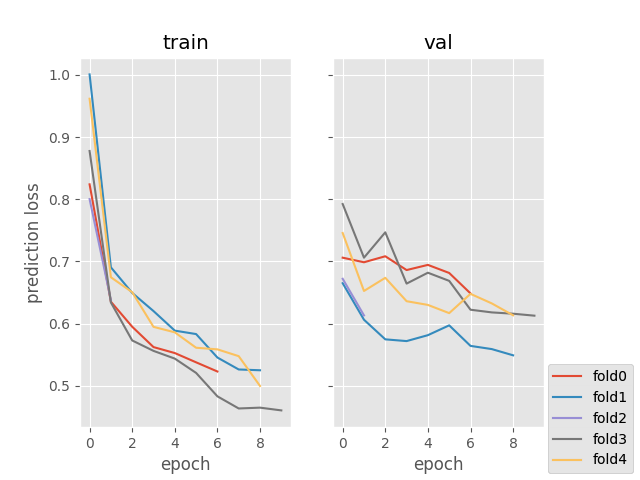 train
val
prediction loss
1.0
0.9
0.8
0.7
0.6
0.5
0 2 4 6 8
0 2 4 6 8
epoch
epoch
fold0
fold1
fold2
fold3
fold4